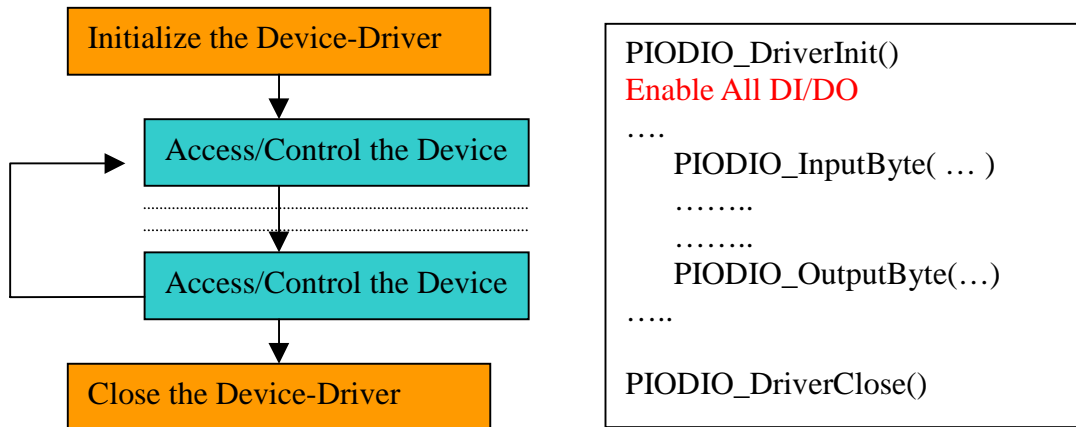 Initialize the Device-Driver
Access/Control the Device
Access/Control the Device
Close the Device-Driver
PIODIO_DriverInit()
Enable All DI/DO
….
PIODIO_InputByte( … )
……..
……..
PIODIO_OutputByte(…)
…..
PIODIO_DriverClose()